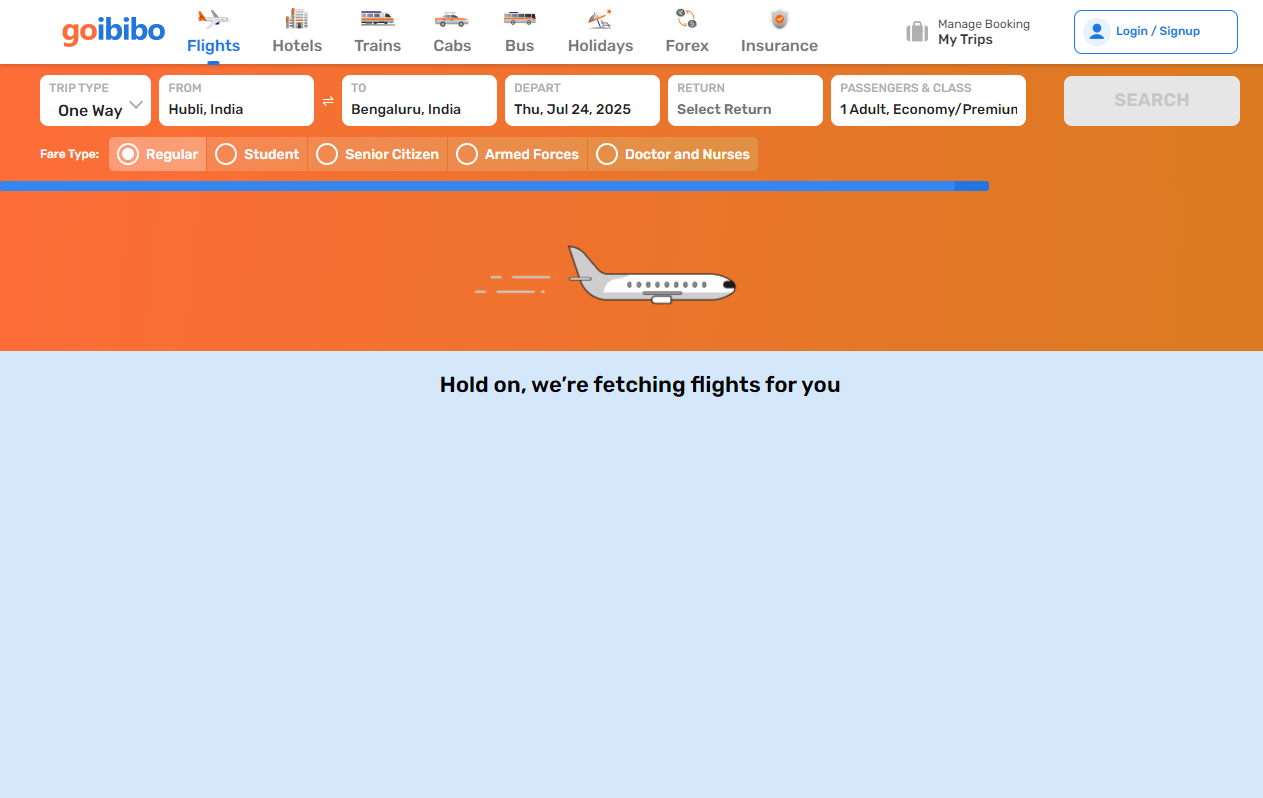 goibibo
Flights
Hotels
Trains
Cabs
Bus
Holidays
Forex
Insurance
Manage Booking
My Trips
Login / Signup
TRIP TYPE
One Way
FROM
Hubli, India
TO
Bengaluru, India
DEPART
Thu, Jul 24, 2025
RETURN
Select Return
PASSENGERS & CLASS
1 Adult, Economy/Premium
SEARCH
Fare Type:
Regular
Student
Senior Citizen
Armed Forces
Doctor and Nurses
Hold on, we’re fetching flights for you